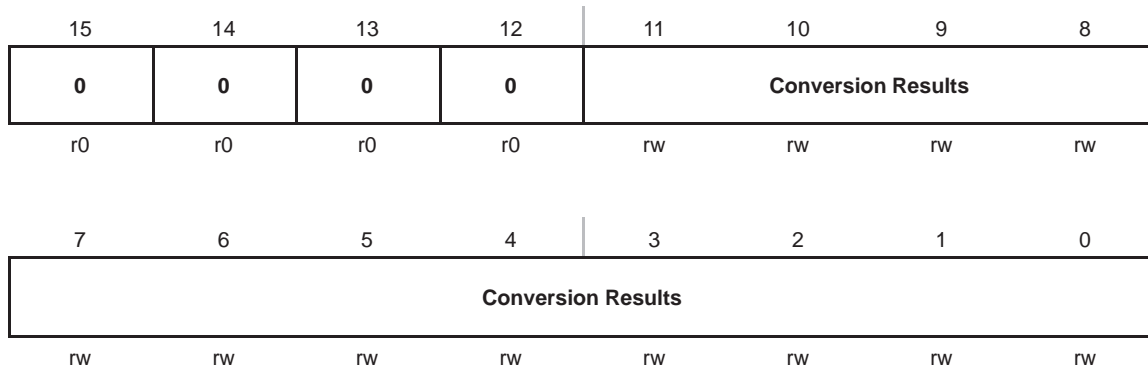 15 14 13 12 11 10 9 8
0 0 0 0 Conversion Results
r0 r0 r0 r0 rw rw rw rw
7 6 5 4 3 2 1 0
Conversion Results
rw rw rw rw rw rw rw rw